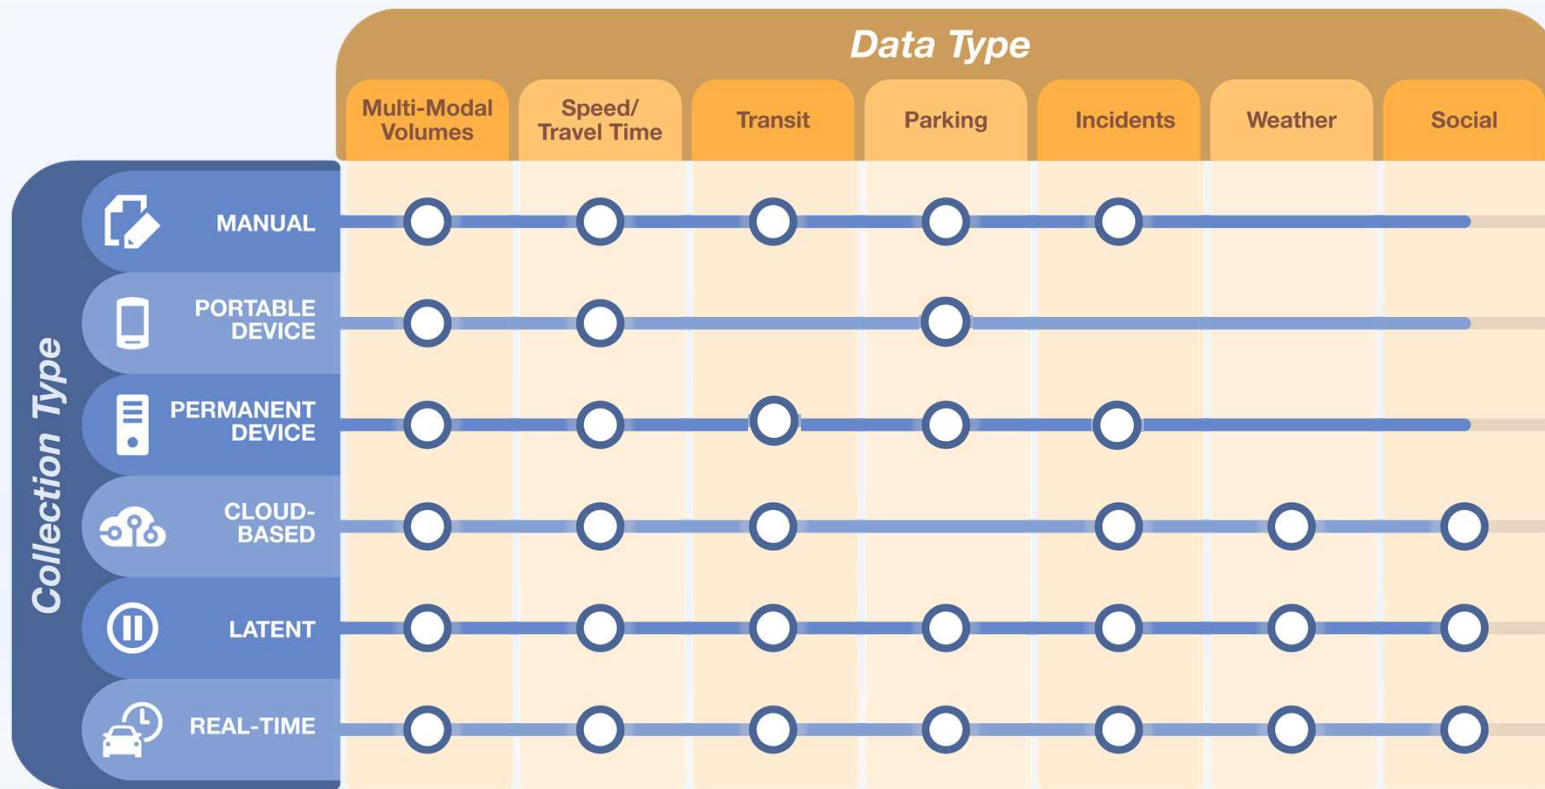 Data Type
Multi-Modal
Volumes
Speed/
Travel Time
Transit
Parking
Incidents
Weather
Social
Collection Type
MANUAL
PORTABLE
DEVICE
PERMANENT
DEVICE
CLOUD-
BASED
LATENT
REAL-TIME